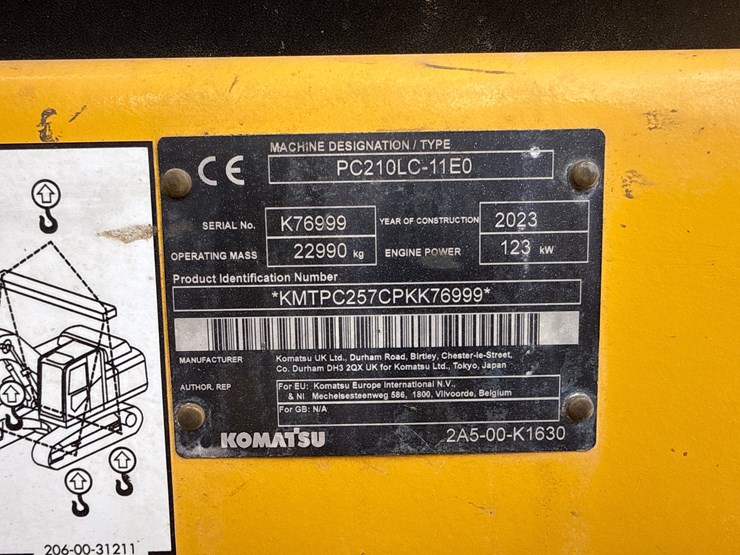 CE
MACHINE DESIGNATION / TYPE
PC210LC-11E0
SERIAL No. K76999 YEAR OF CONSTRUCTION 2023
OPERATING MASS 22990 kg ENGINE POWER 123 kW
Product Identification Number
*KMTPC257CPKK76999*
MANUFACTURER Komatsu UK Ltd., Durham Road, Birtley, Chester-le-Street,
Co. Durham DH3 2QX UK for Komatsu Ltd., Tokyo, Japan
AUTHOR. REP For EU: Komatsu Europe International N.V.,
& NI Mechelsesteenweg 586, 1800, Vilvoorde, Belgium
For GB: N/A
KOMATSU 2A5-00-K1630
206-00-31211